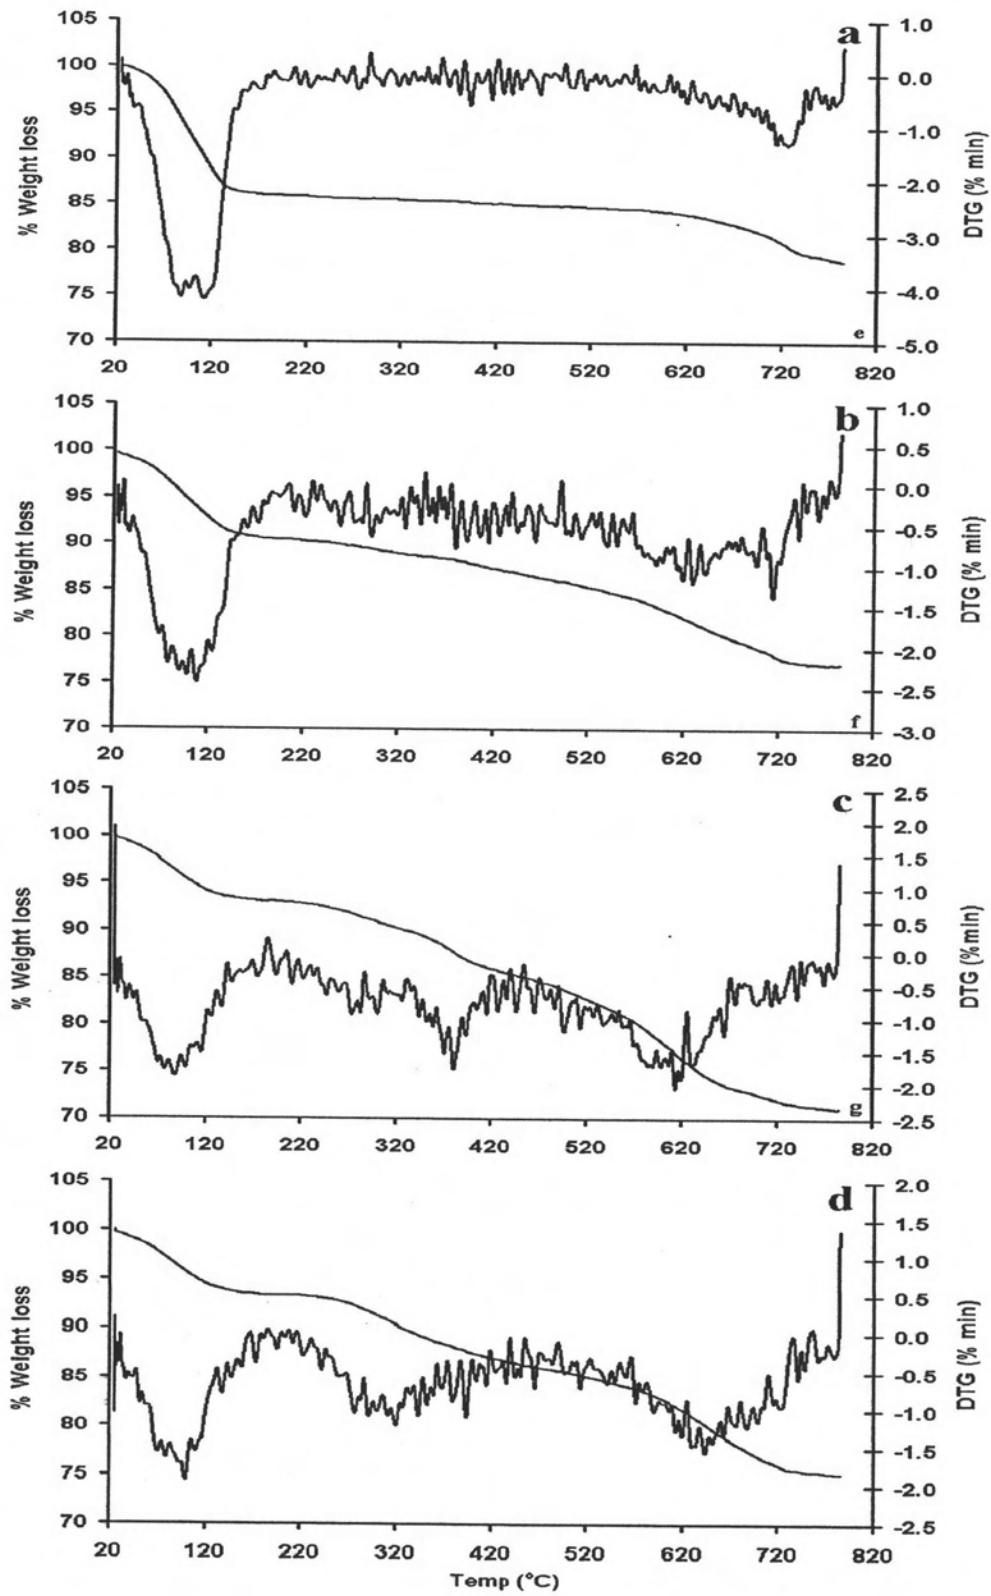 105 1.0 a
100 0.0
95 -1.0
90 -2.0
85 -3.0
80 -4.0
75 -5.0
70 e
% Weight loss
DTG (% min)
20 120 220 320 420 520 620 720 820
105 1.0 b
100 0.5
95 0.0
90 -0.5
85 -1.0
80 -1.5
75 -2.0
70 -2.5
-3.0
f
% Weight loss
DTG (% min)
20 120 220 320 420 520 620 720 820
105 2.5 c
100 2.0
95 1.5
90 1.0
85 0.5
80 0.0
75 -0.5
70 -1.0
-1.5
-2.0
-2.5
g
% Weight loss
DTG (%min)
20 120 220 320 420 520 620 720 820
105 2.0 d
100 1.5
95 1.0
90 0.5
85 0.0
80 -0.5
75 -1.0
70 -1.5
-2.0
-2.5
% Weight loss
DTG (% min)
20 120 220 320 420 520 620 720 820
Temp (°C)